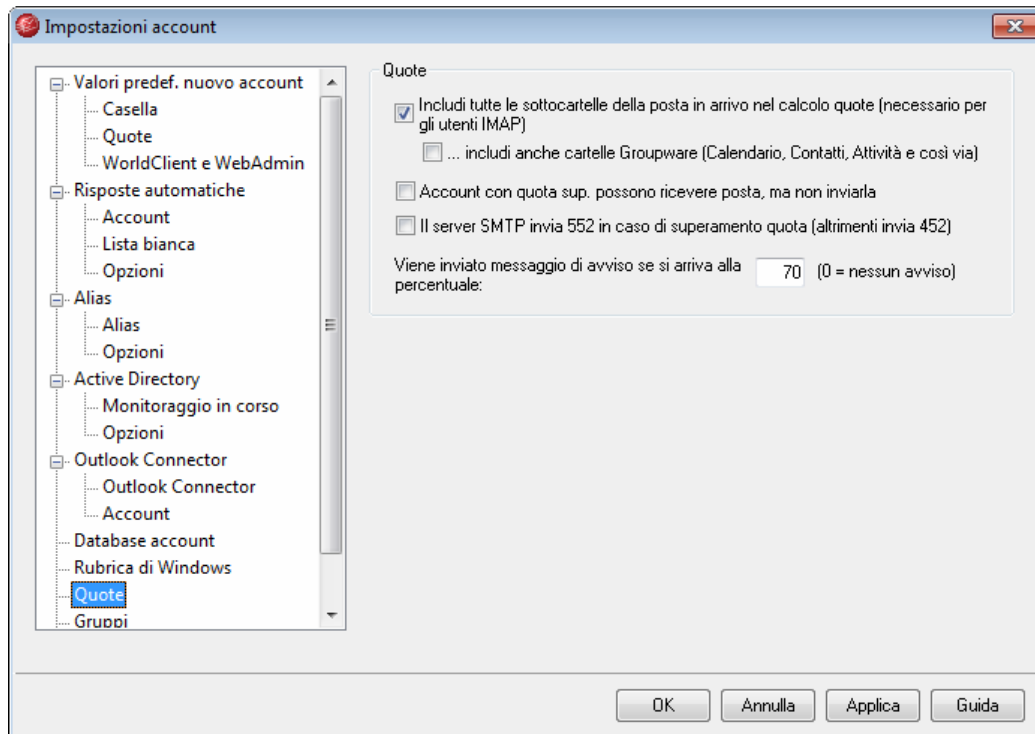 Impostazioni account
Valori predef. nuovo account
Casella
Quote
WorldClient e WebAdmin
Risposte automatiche
Account
Lista bianca
Opzioni
Alias
Alias
Opzioni
Active Directory
Monitoraggio in corso
Opzioni
Outlook Connector
Outlook Connector
Account
Database account
Rubrica di Windows
Quote
Gruppi
Quote
Includi tutte le sottocartelle della posta in arrivo nel calcolo quote (necessario per
gli utenti IMAP)
... includi anche cartelle Groupware (Calendario, Contatti, Attività e così via)
Account con quota sup. possono ricevere posta, ma non inviarla
Il server SMTP invia 552 in caso di superamento quota (altrimenti invia 452)
Viene inviato messaggio di avviso se si arriva alla
percentuale: 70 (0 = nessun avviso)
OK Annulla Applica Guida